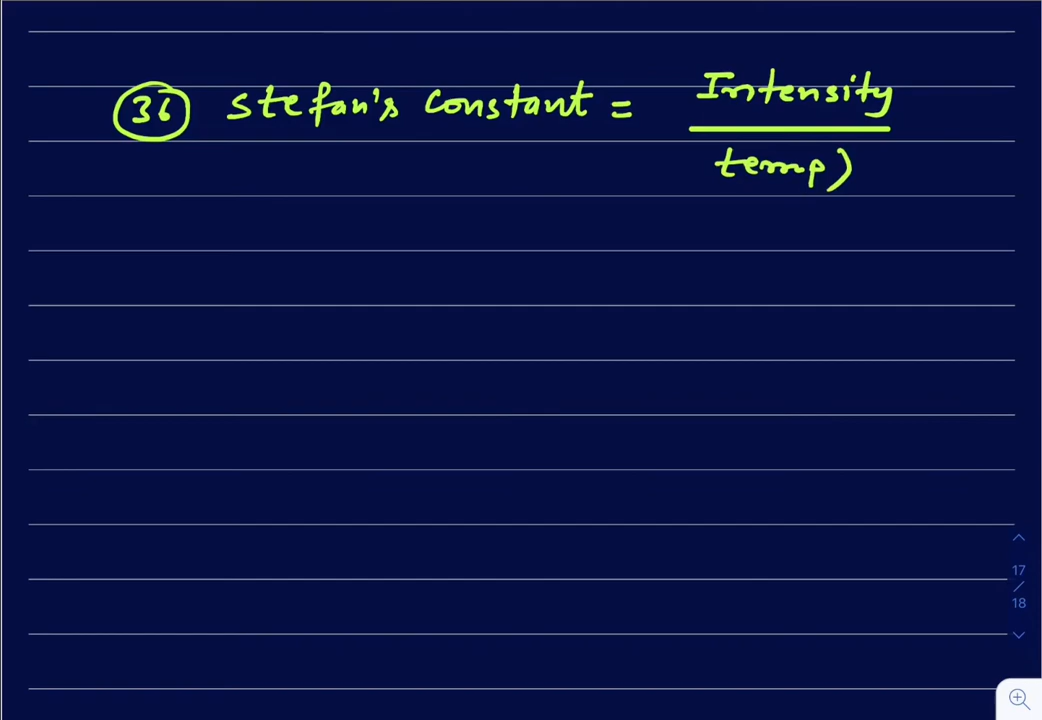 36 Stefan's constant = Intensity
temp)
17
/
18